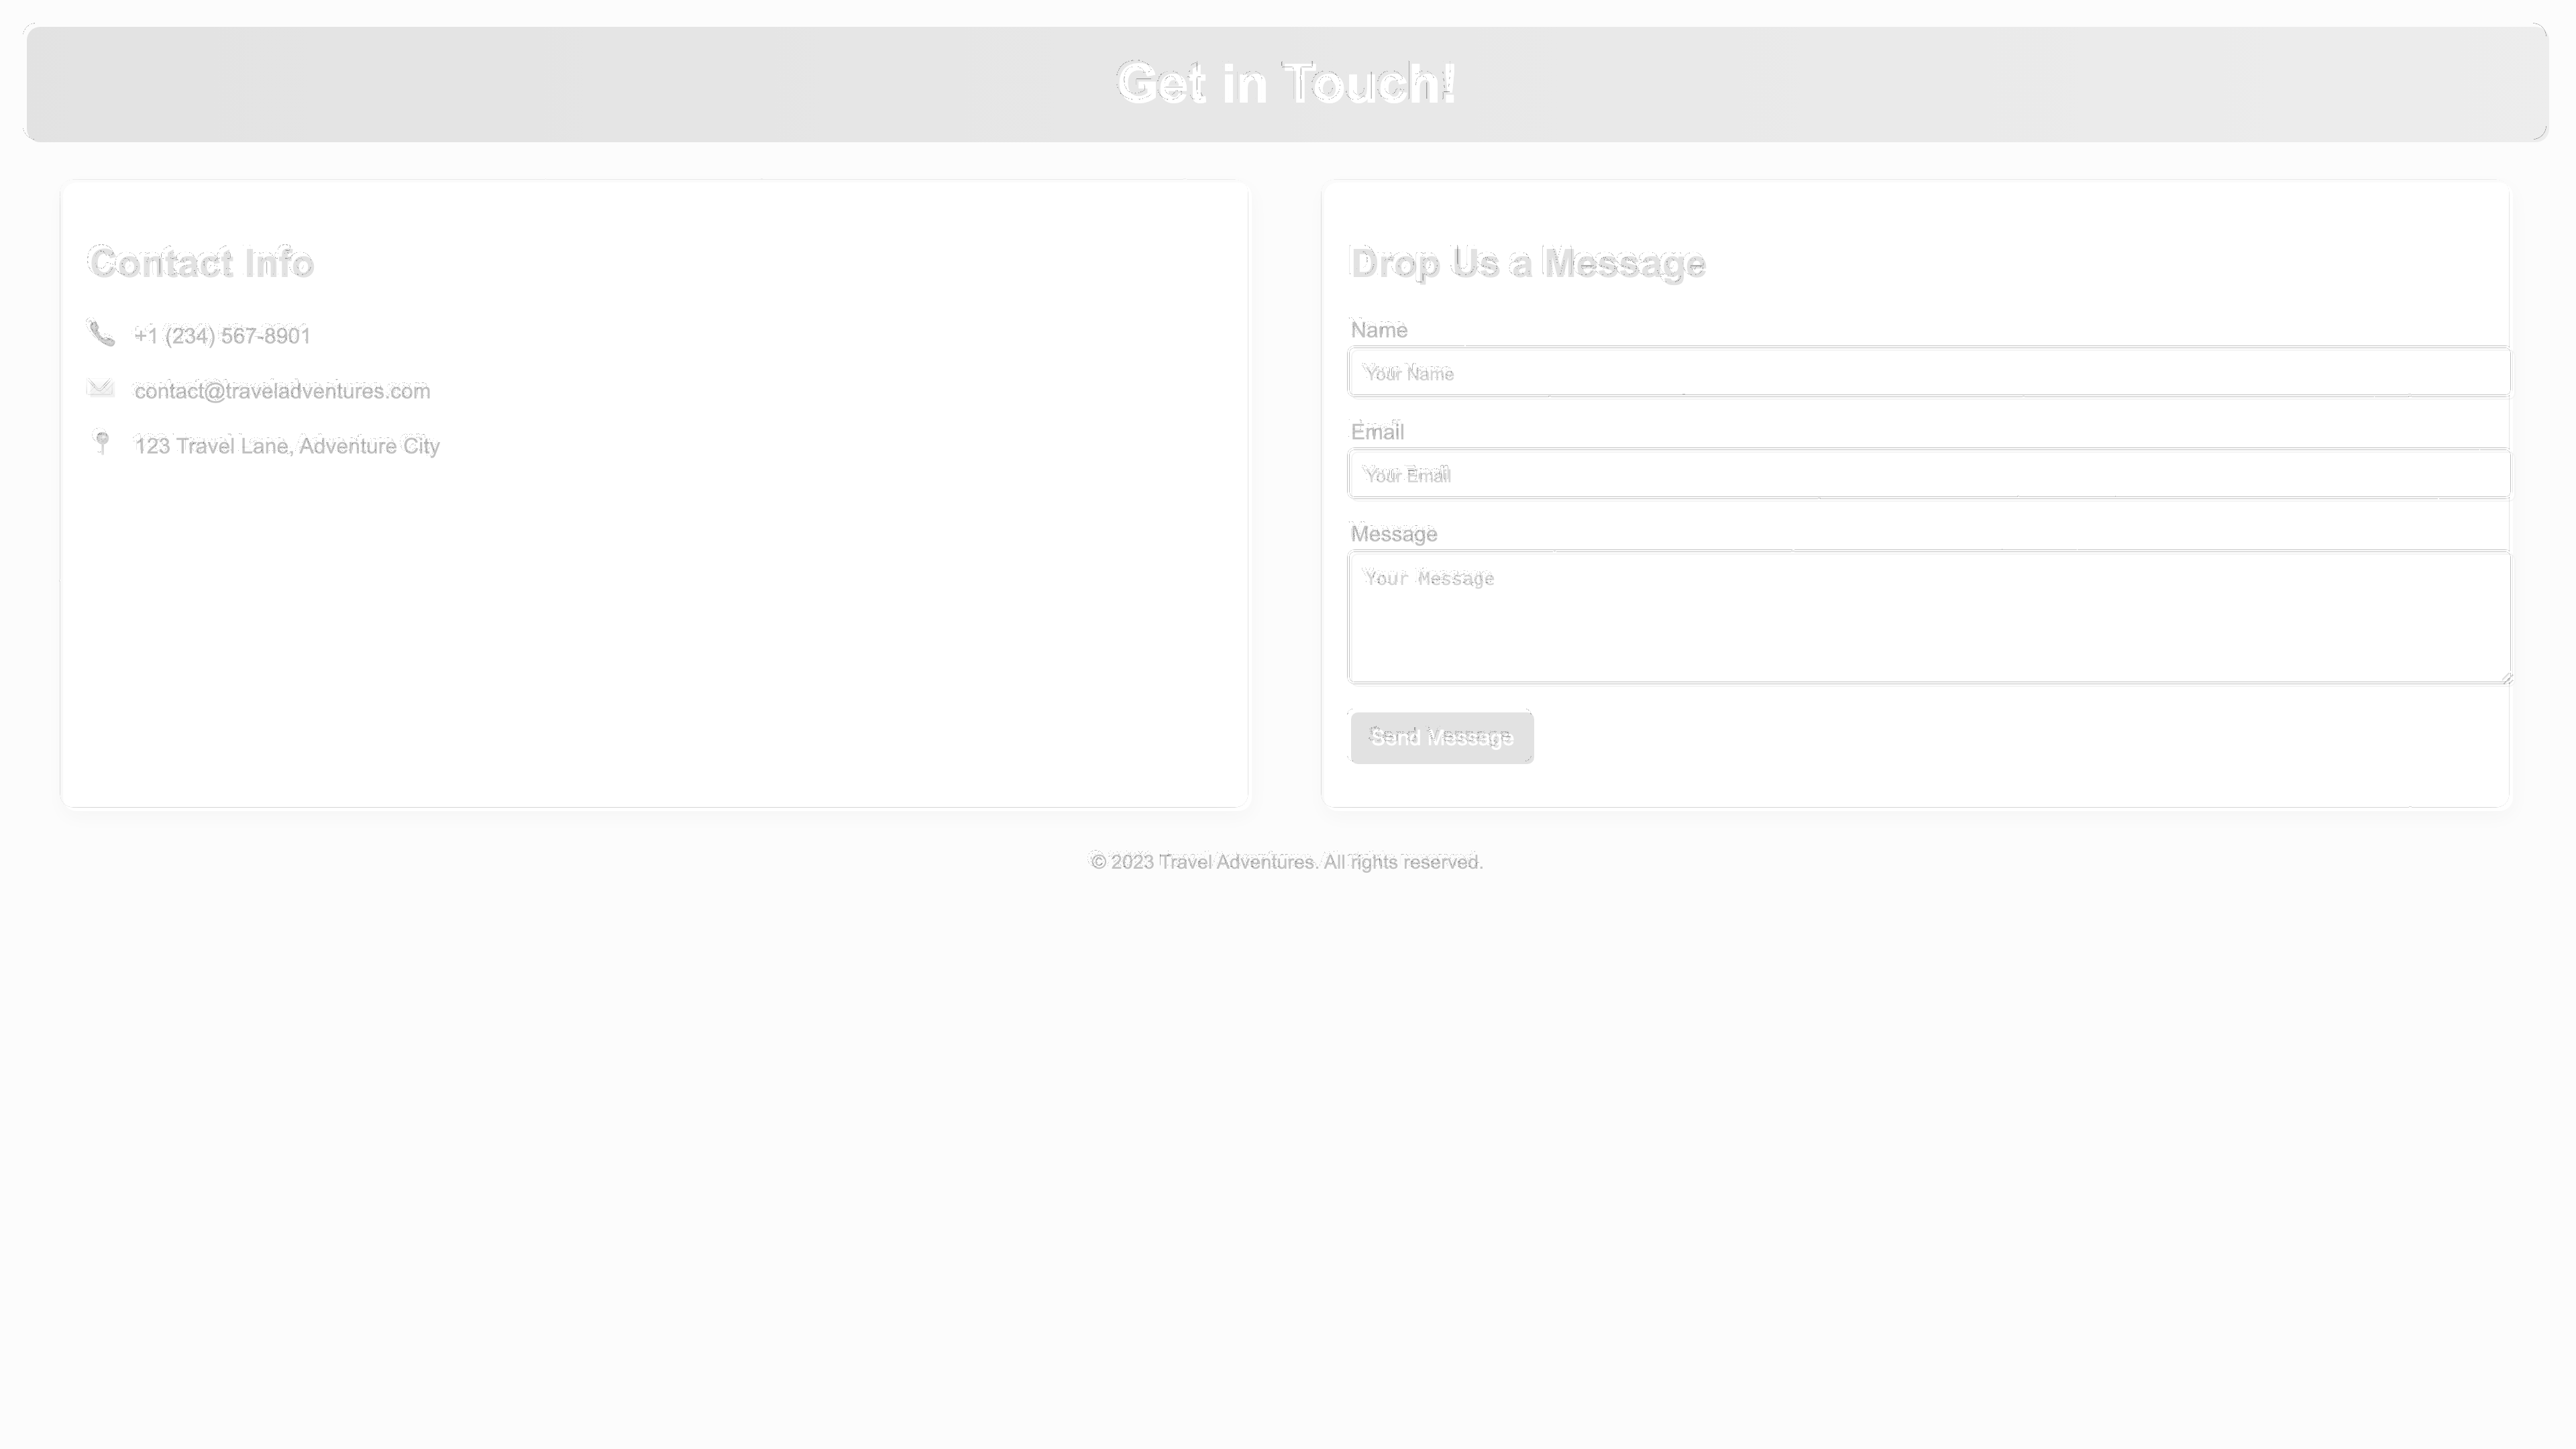 Get in Touch!
Contact Info
+1 (234) 567-8901
contact@traveladventures.com
123 Travel Lane, Adventure City
Drop Us a Message
Name
Your Name
Email
Your Email
Message
Your Message
Send Message
© 2023 Travel Adventures. All rights reserved.